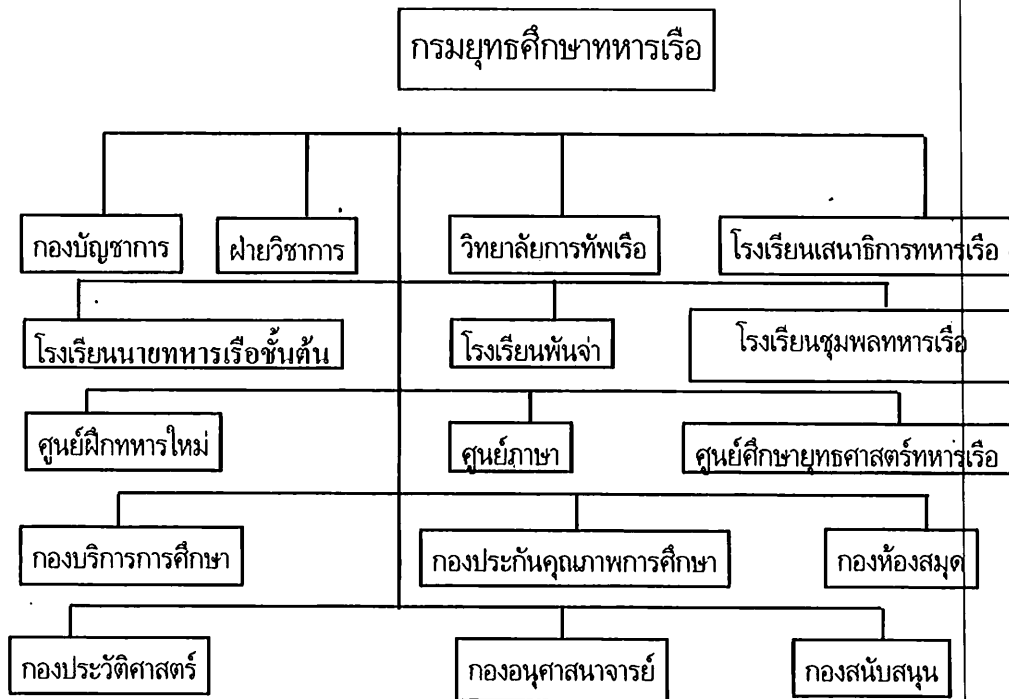 กรมยุทธศึกษาทหารเรือ
กองบัญชาการ
ฝ่ายวิชาการ
วิทยาลัยการทัพเรือ
โรงเรียนเสนาธิการทหารเรือ
โรงเรียนนายทหารเรือชั้นต้น
โรงเรียนพันจ่า
โรงเรียนชุมพลทหารเรือ
ศูนย์ฝึกทหารใหม่
ศูนย์ภาษา
ศูนย์ศึกษายุทธศาสตร์ทหารเรือ
กองบริการการศึกษา
กองประกันคุณภาพการศึกษา
กองห้องสมุด
กองประวัติศาสตร์
กองอนุศาสนาจารย์
กองสนับสนุน